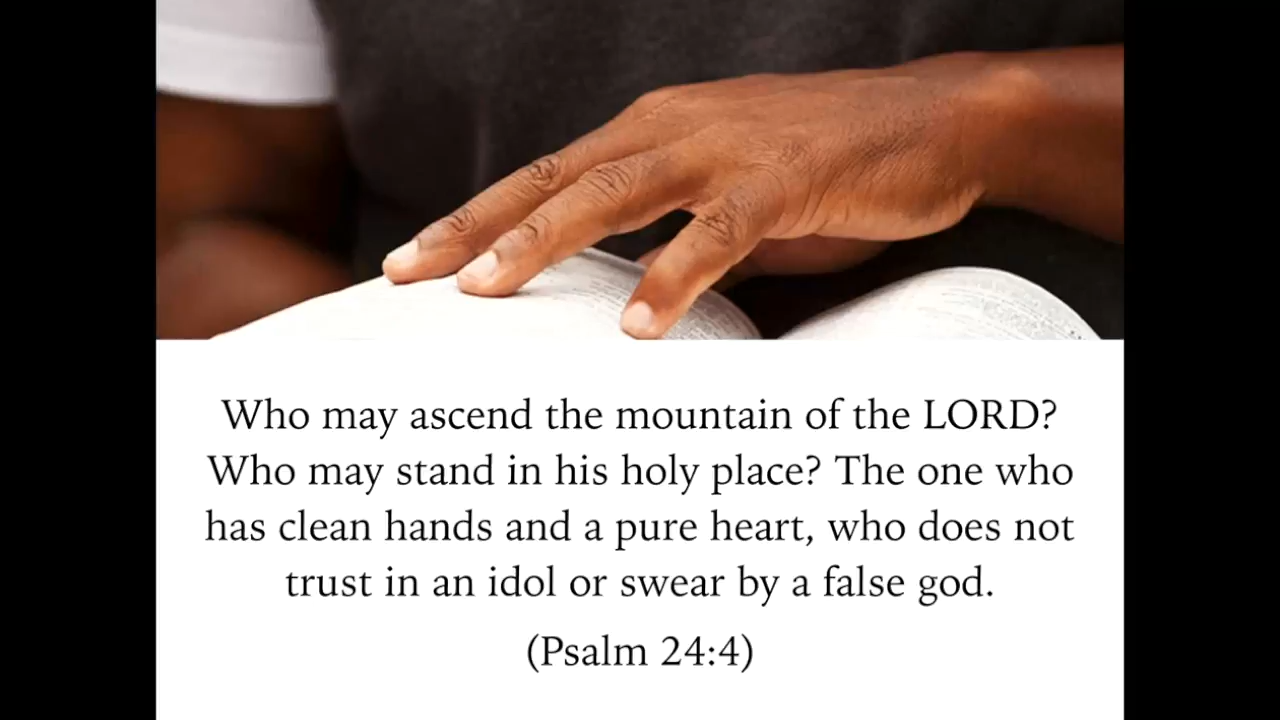 Who may ascend the mountain of the LORD?
Who may stand in his holy place? The one who
has clean hands and a pure heart, who does not
trust in an idol or swear by a false god.
(Psalm 24:4)